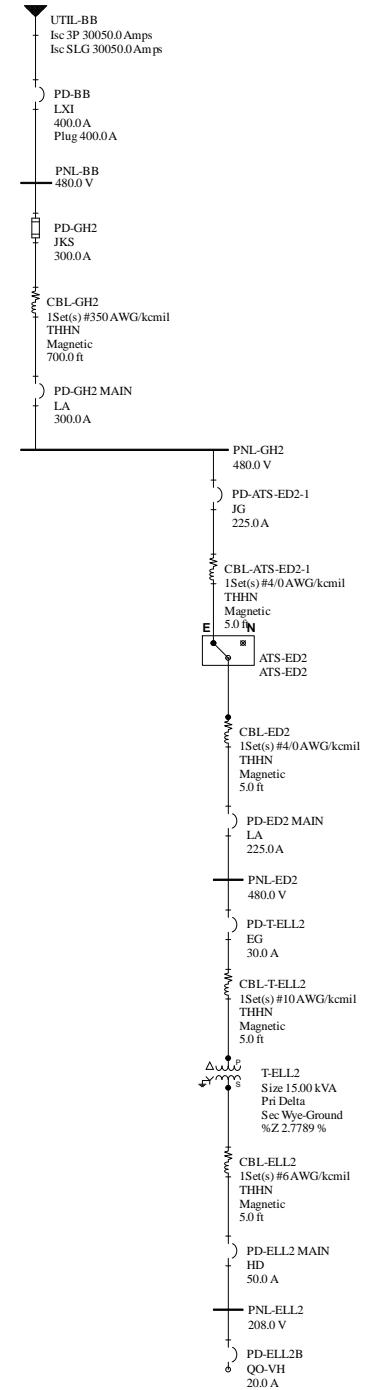 UTIL-BB
Isc 3P 30050.0 Amps
Isc SLG 30050.0 Amps
PD-BB
LXI
400.0 A
Plug 400.0 A
PNL-BB
480.0 V
PD-GH2
JKS
300.0 A
CBL-GH2
1Set(s) #350 AWG/kcmil
THHN
Magnetic
700.0 ft
PD-GH2 MAIN
LA
300.0 A
PNL-GH2
480.0 V
PD-ATS-ED2-1
JG
225.0 A
CBL-ATS-ED2-1
1Set(s) #4/0 AWG/kcmil
THHN
Magnetic
5.0 ft
E N
ATS-ED2
ATS-ED2
CBL-ED2
1Set(s) #4/0 AWG/kcmil
THHN
Magnetic
5.0 ft
PD-ED2 MAIN
LA
225.0 A
PNL-ED2
480.0 V
PD-T-ELL2
EG
30.0 A
CBL-T-ELL2
1Set(s) #10 AWG/kcmil
THHN
Magnetic
5.0 ft
P
S
T-ELL2
Size 15.00 kVA
Pri Delta
Sec Wye-Ground
%Z 2.7789 %
CBL-ELL2
1Set(s) #6 AWG/kcmil
THHN
Magnetic
5.0 ft
PD-ELL2 MAIN
HD
50.0 A
PNL-ELL2
208.0 V
PD-ELL2B
QO-VH
20.0 A